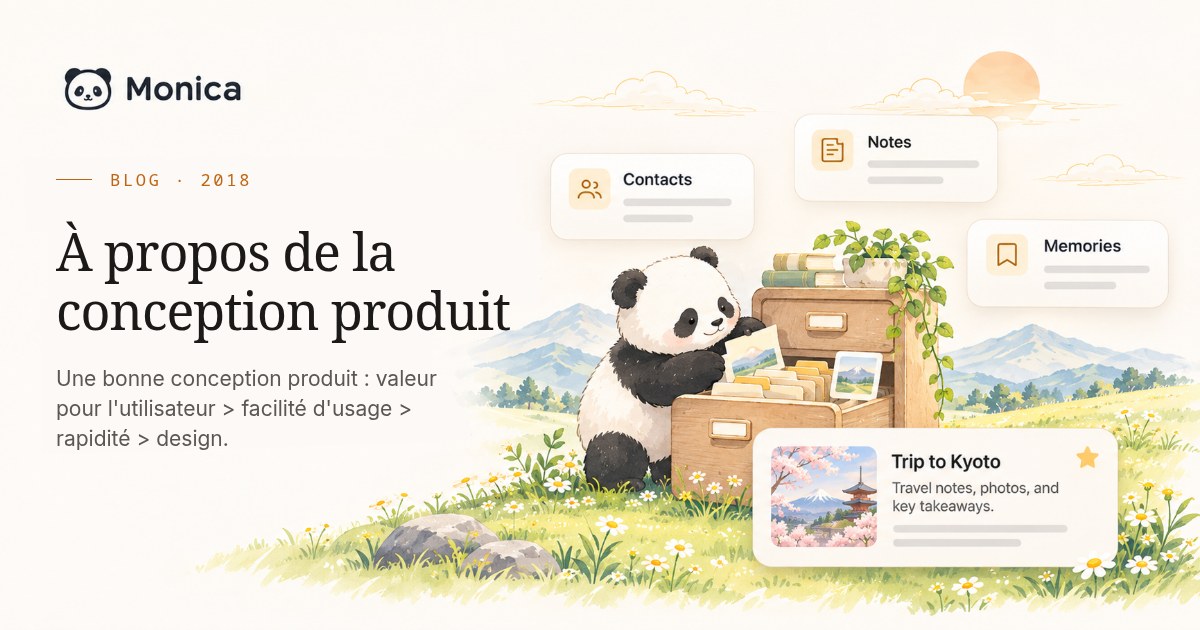 Monica
BLOG · 2018
À propos de la
conception produit
Une bonne conception produit : valeur
pour l'utilisateur > facilité d'usage >
rapidité > design.
Contacts
Notes
Memories
Trip to Kyoto
Travel notes, photos, and
key takeaways.